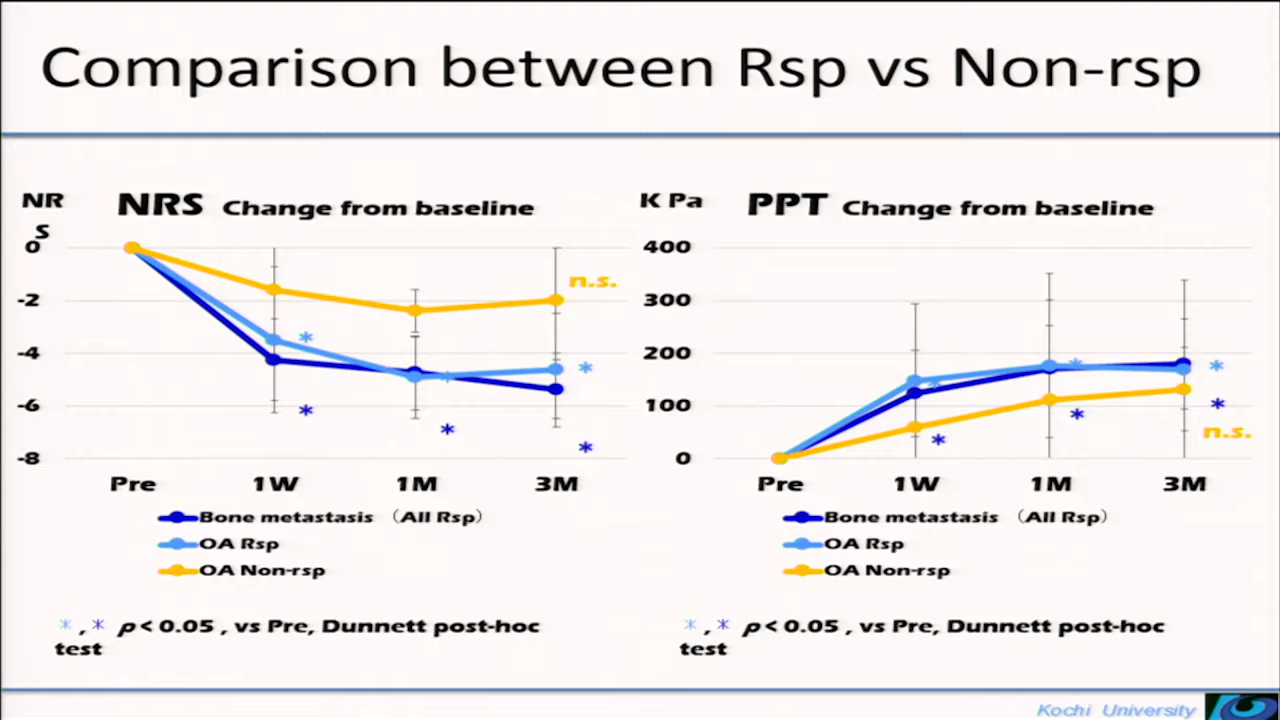 Comparison between Rsp vs Non-rsp
NR
S
NRS Change from baseline
0
-2
-4
-6
-8
n.s.
*
*
*
*
*
*
Pre 1W 1M 3M
Bone metastasis （All Rsp）
OA Rsp
OA Non-rsp
* , * p < 0.05 , vs Pre, Dunnett post-hoc
test
K Pa
PPT Change from baseline
400
300
200
100
0
*
*
*
*
*
*
n.s.
Pre 1W 1M 3M
Bone metastasis （All Rsp）
OA Rsp
OA Non-rsp
* , * p < 0.05 , vs Pre, Dunnett post-hoc
test
Kochi University